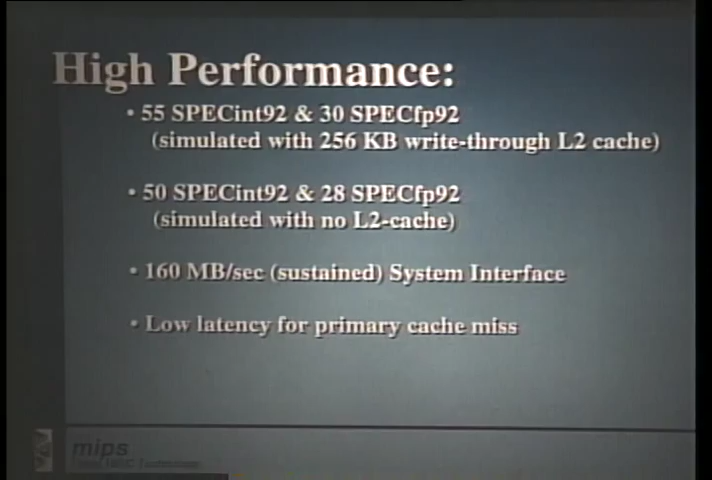 High Performance:
• 55 SPECint92 & 30 SPECfp92
(simulated with 256 KB write-through L2 cache)
• 50 SPECint92 & 28 SPECfp92
(simulated with no L2-cache)
• 160 MB/sec (sustained) System Interface
• Low latency for primary cache miss
mips